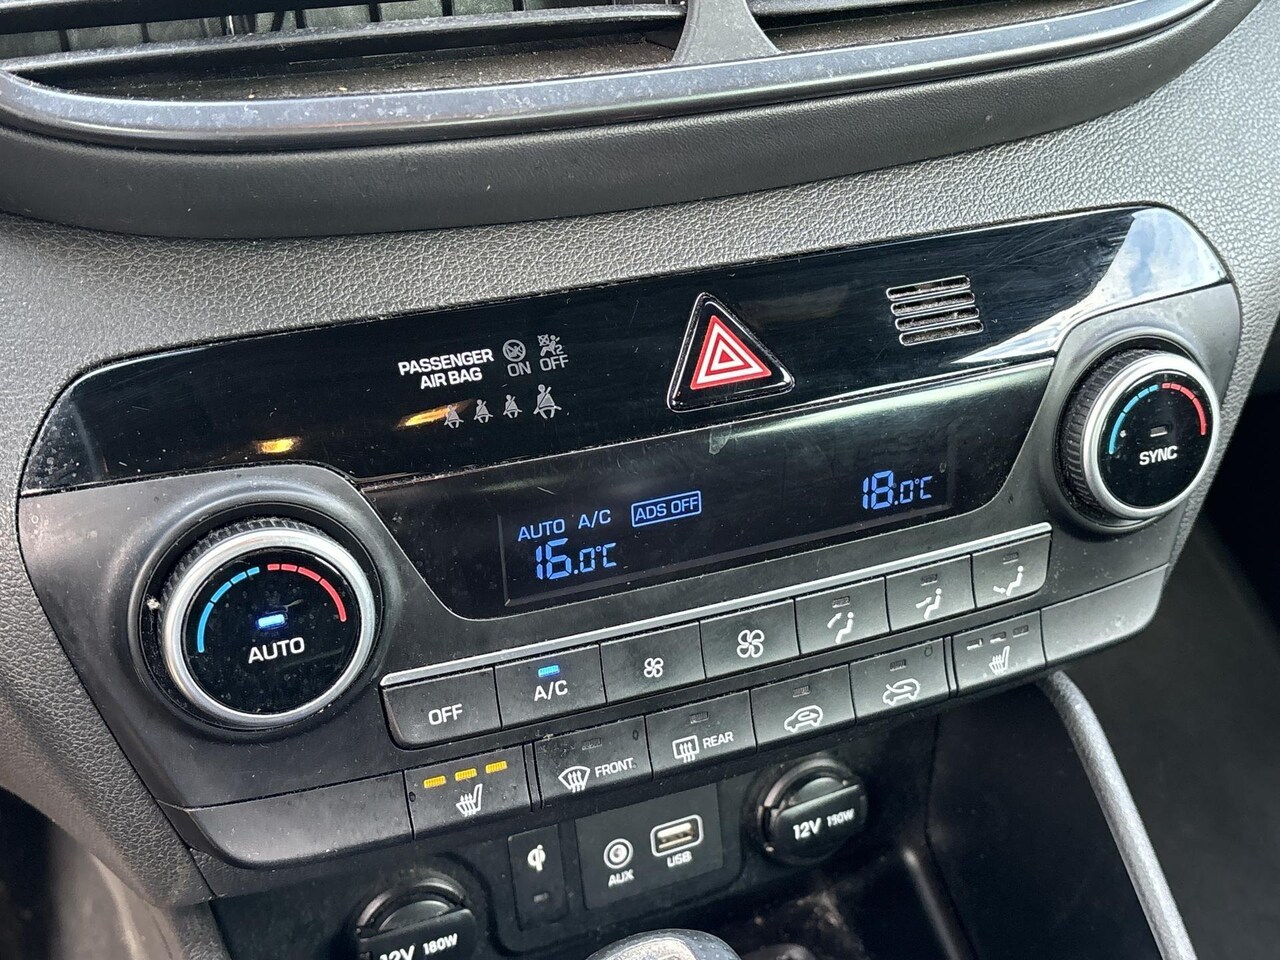 PASSENGER
AIR BAG
ON
OFF
2
AUTO A/C ADS OFF
16.0°C
18.0°C
SYNC
AUTO
OFF
A/C
FRONT
REAR
AUX
USB
12V 180W
12V 180W